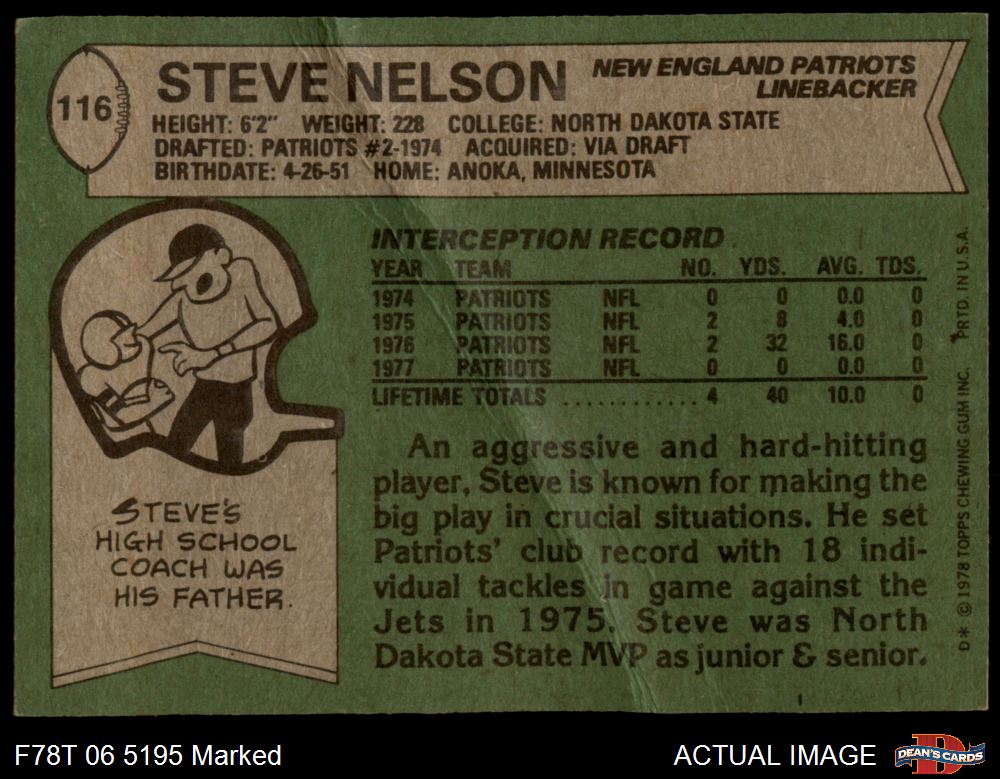 116
STEVE NELSON
NEW ENGLAND PATRIOTS
LINEBACKER
HEIGHT: 6'2" WEIGHT: 228 COLLEGE: NORTH DAKOTA STATE
DRAFTED: PATRIOTS #2-1974 ACQUIRED: VIA DRAFT
BIRTHDATE: 4-26-51 HOME: ANOKA, MINNESOTA
INTERCEPTION RECORD
YEAR TEAM NO. YDS. AVG. TDS.
1974 PATRIOTS NFL 0 0 0.0 0
1975 PATRIOTS NFL 2 8 4.0 0
1976 PATRIOTS NFL 2 32 16.0 0
1977 PATRIOTS NFL 0 0 0.0 0
LIFETIME TOTALS ............ 4 40 10.0 0
An aggressive and hard-hitting
player, Steve is known for making the
big play in crucial situations. He set
Patriots' club record with 18 indi-
vidual tackles in game against the
Jets in 1975. Steve was North
Dakota State MVP as junior & senior.
STEVE'S
HIGH SCHOOL
COACH WAS
HIS FATHER.
D* © 1978 TOPPS CHEWING GUM INC. PRTD. IN U.S.A.
F78T 06 5195 Marked
ACTUAL IMAGE
DEAN'S CARDS